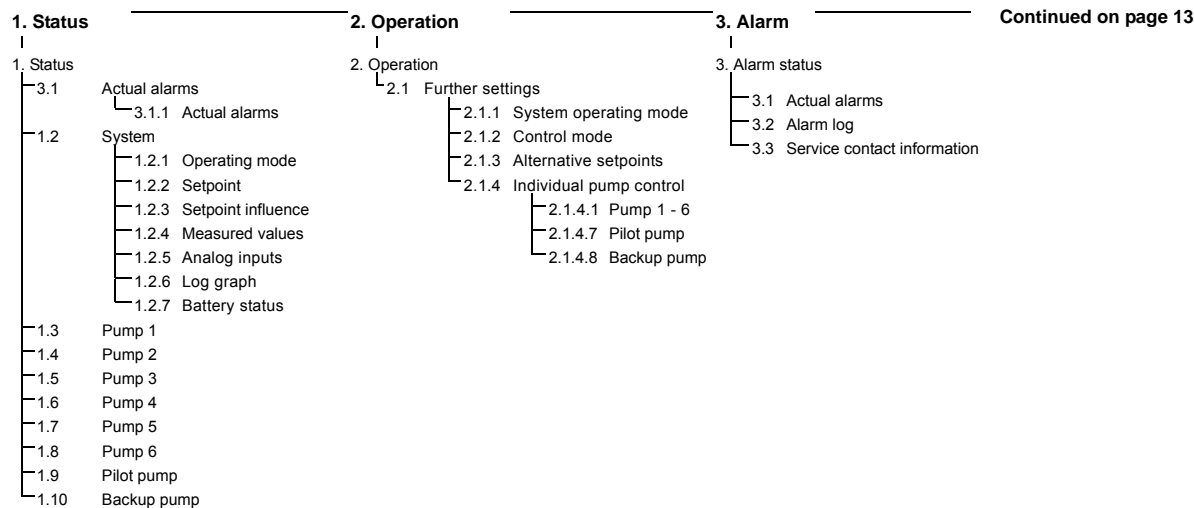 1. Status
2. Operation
3. Alarm
Continued on page 13
1. Status
3.1 Actual alarms
3.1.1 Actual alarms
1.2 System
1.2.1 Operating mode
1.2.2 Setpoint
1.2.3 Setpoint influence
1.2.4 Measured values
1.2.5 Analog inputs
1.2.6 Log graph
1.2.7 Battery status
1.3 Pump 1
1.4 Pump 2
1.5 Pump 3
1.6 Pump 4
1.7 Pump 5
1.8 Pump 6
1.9 Pilot pump
1.10 Backup pump
2. Operation
2.1 Further settings
2.1.1 System operating mode
2.1.2 Control mode
2.1.3 Alternative setpoints
2.1.4 Individual pump control
2.1.4.1 Pump 1 - 6
2.1.4.7 Pilot pump
2.1.4.8 Backup pump
3. Alarm status
3.1 Actual alarms
3.2 Alarm log
3.3 Service contact information